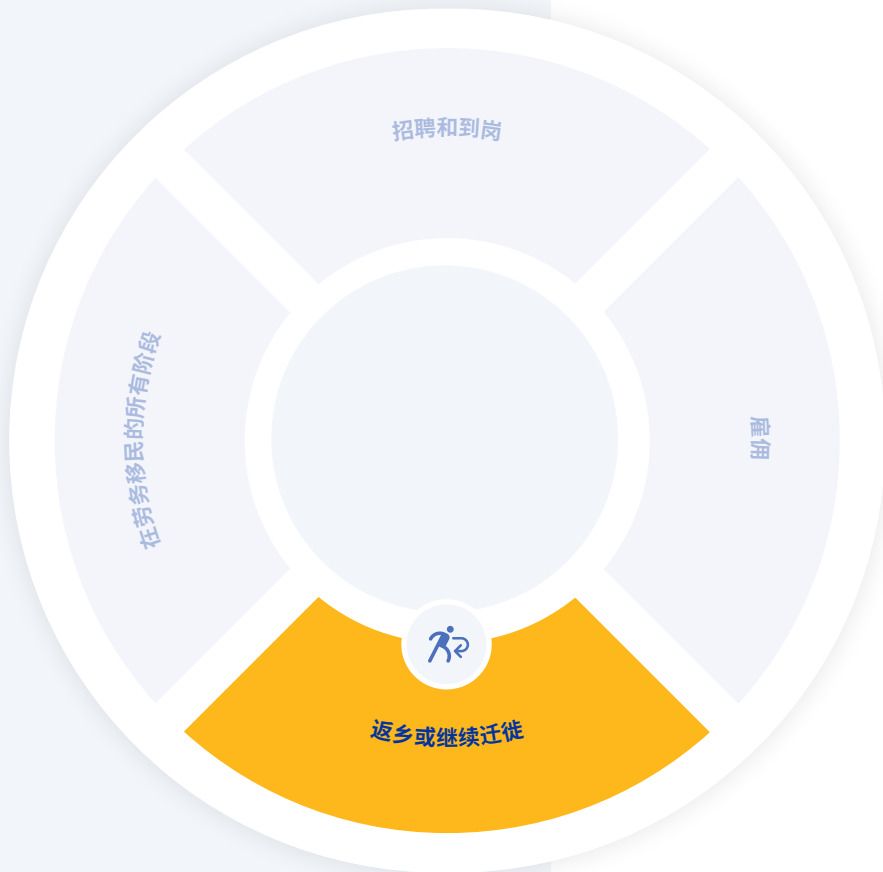 招聘和到岗
雇佣
返乡或继续迁徙
在劳务移民的所有阶段